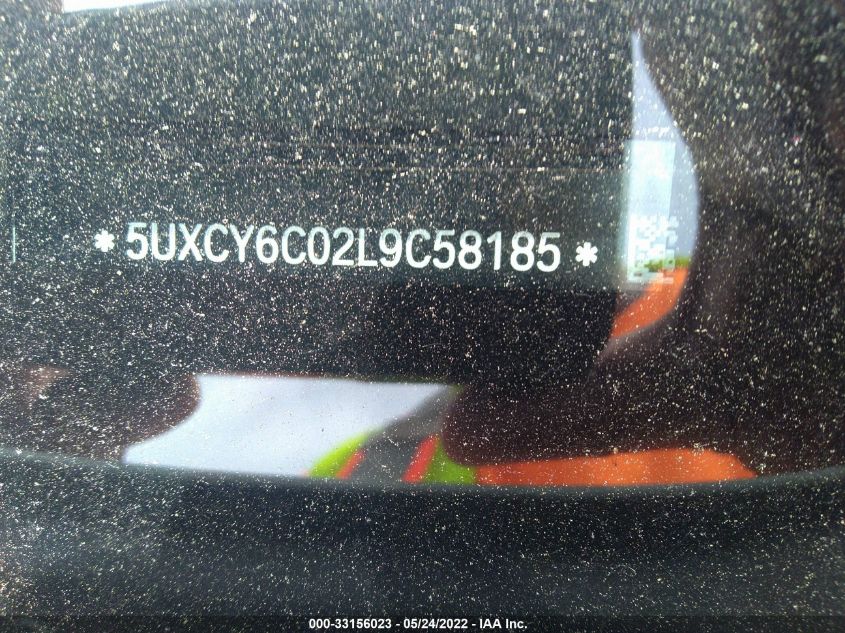 * 5UXCY6C02L9C58185 *
000-33156023 - 05/24/2022 - IAA Inc.